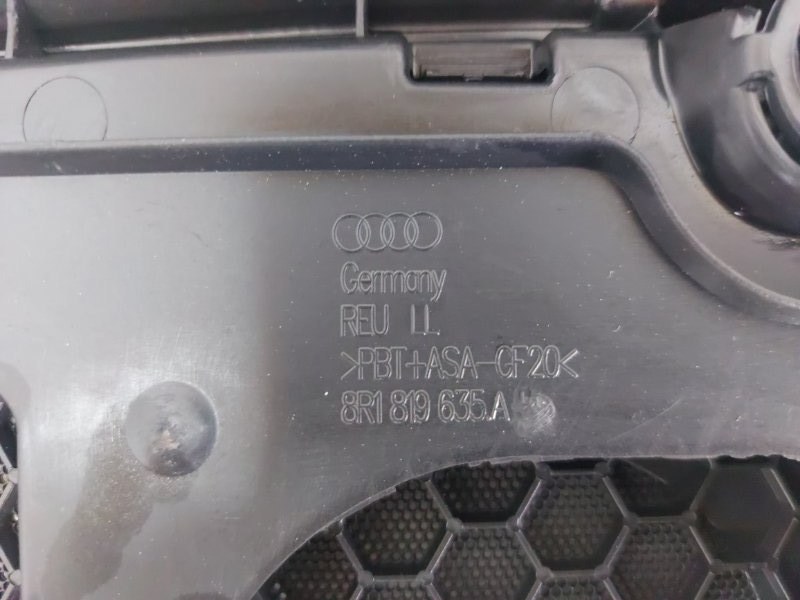 Germany
REU LL
>PBT+ASA-GF20<
8R1 819 635 A